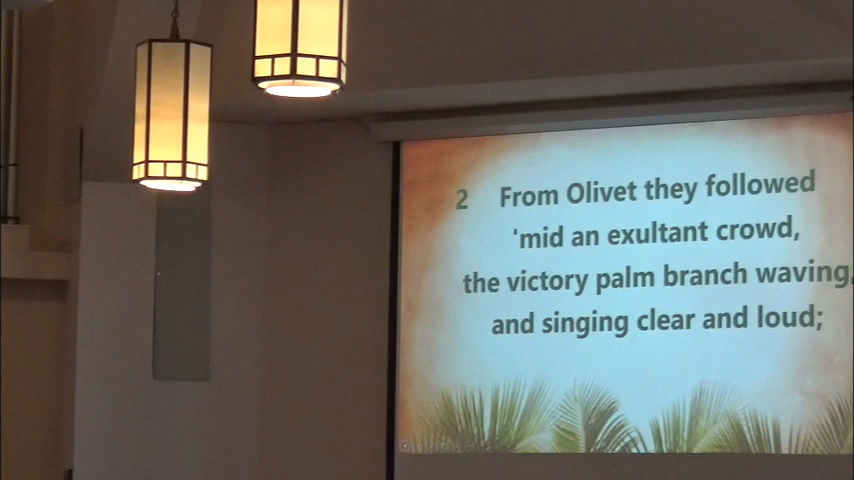 2 From Olivet they followed
'mid an exultant crowd,
the victory palm branch waving,
and singing clear and loud;